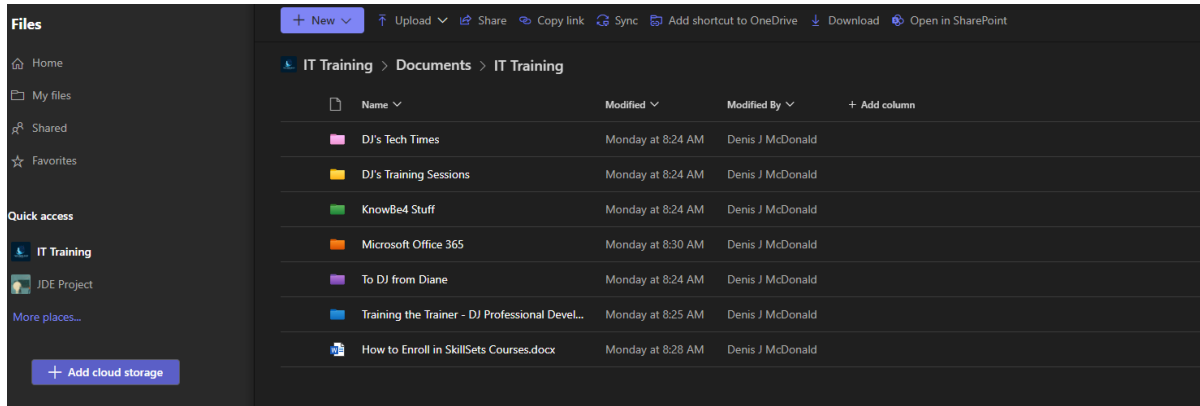 Files
Home
My files
Shared
Favorites
Quick access
IT Training
JDE Project
More places...
+ Add cloud storage
+ New Upload Share Copy link Sync Add shortcut to OneDrive Download Open in SharePoint
IT Training > Documents > IT Training
Name Modified Modified By + Add column
DJ's Tech Times Monday at 8:24 AM Denis J McDonald
DJ's Training Sessions Monday at 8:24 AM Denis J McDonald
KnowBe4 Stuff Monday at 8:24 AM Denis J McDonald
Microsoft Office 365 Monday at 8:30 AM Denis J McDonald
To DJ from Diane Monday at 8:24 AM Denis J McDonald
Training the Trainer - DJ Professional Devel... Monday at 8:25 AM Denis J McDonald
How to Enroll in SkillSets Courses.docx Monday at 8:28 AM Denis J McDonald